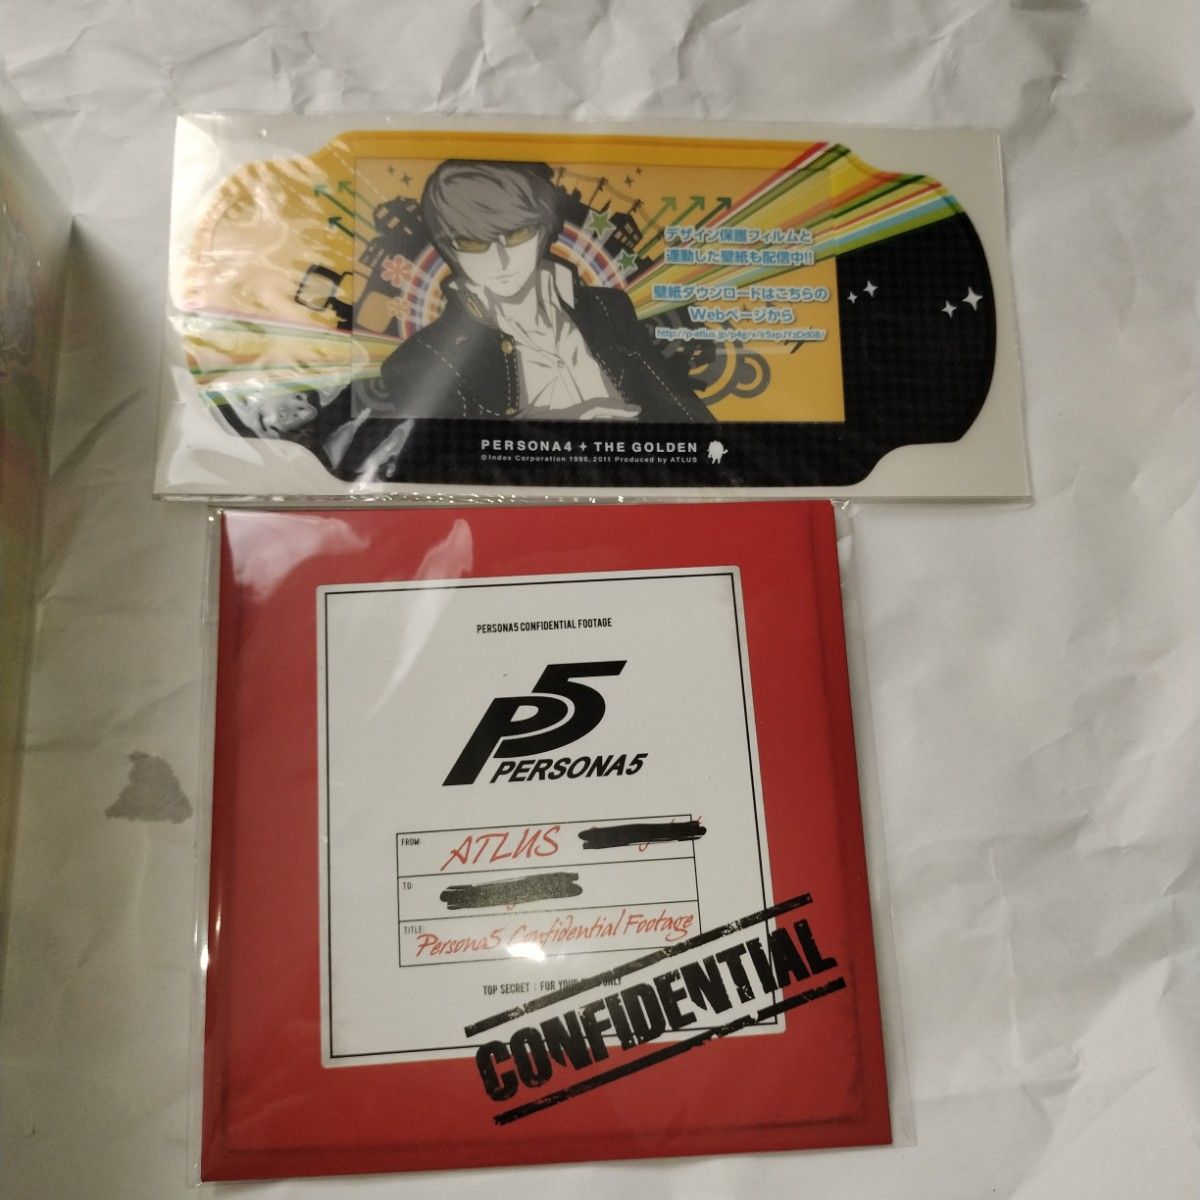 デザイン保護フィルムと
連動した壁紙も配信中!!
壁紙ダウンロードはこちらの
Webページから
PERSONA4 + THE GOLDEN
©Index Corporation 1996, 2011 Produced by ATLUS
PERSONA5 CONFIDENTIAL FOOTAGE
P5
PERSONA5
FROM: ATLUS
TO:
TITLE: Persona5 Confidential Footage
TOP SECRET : FOR YOUR ONLY
CONFIDENTIAL